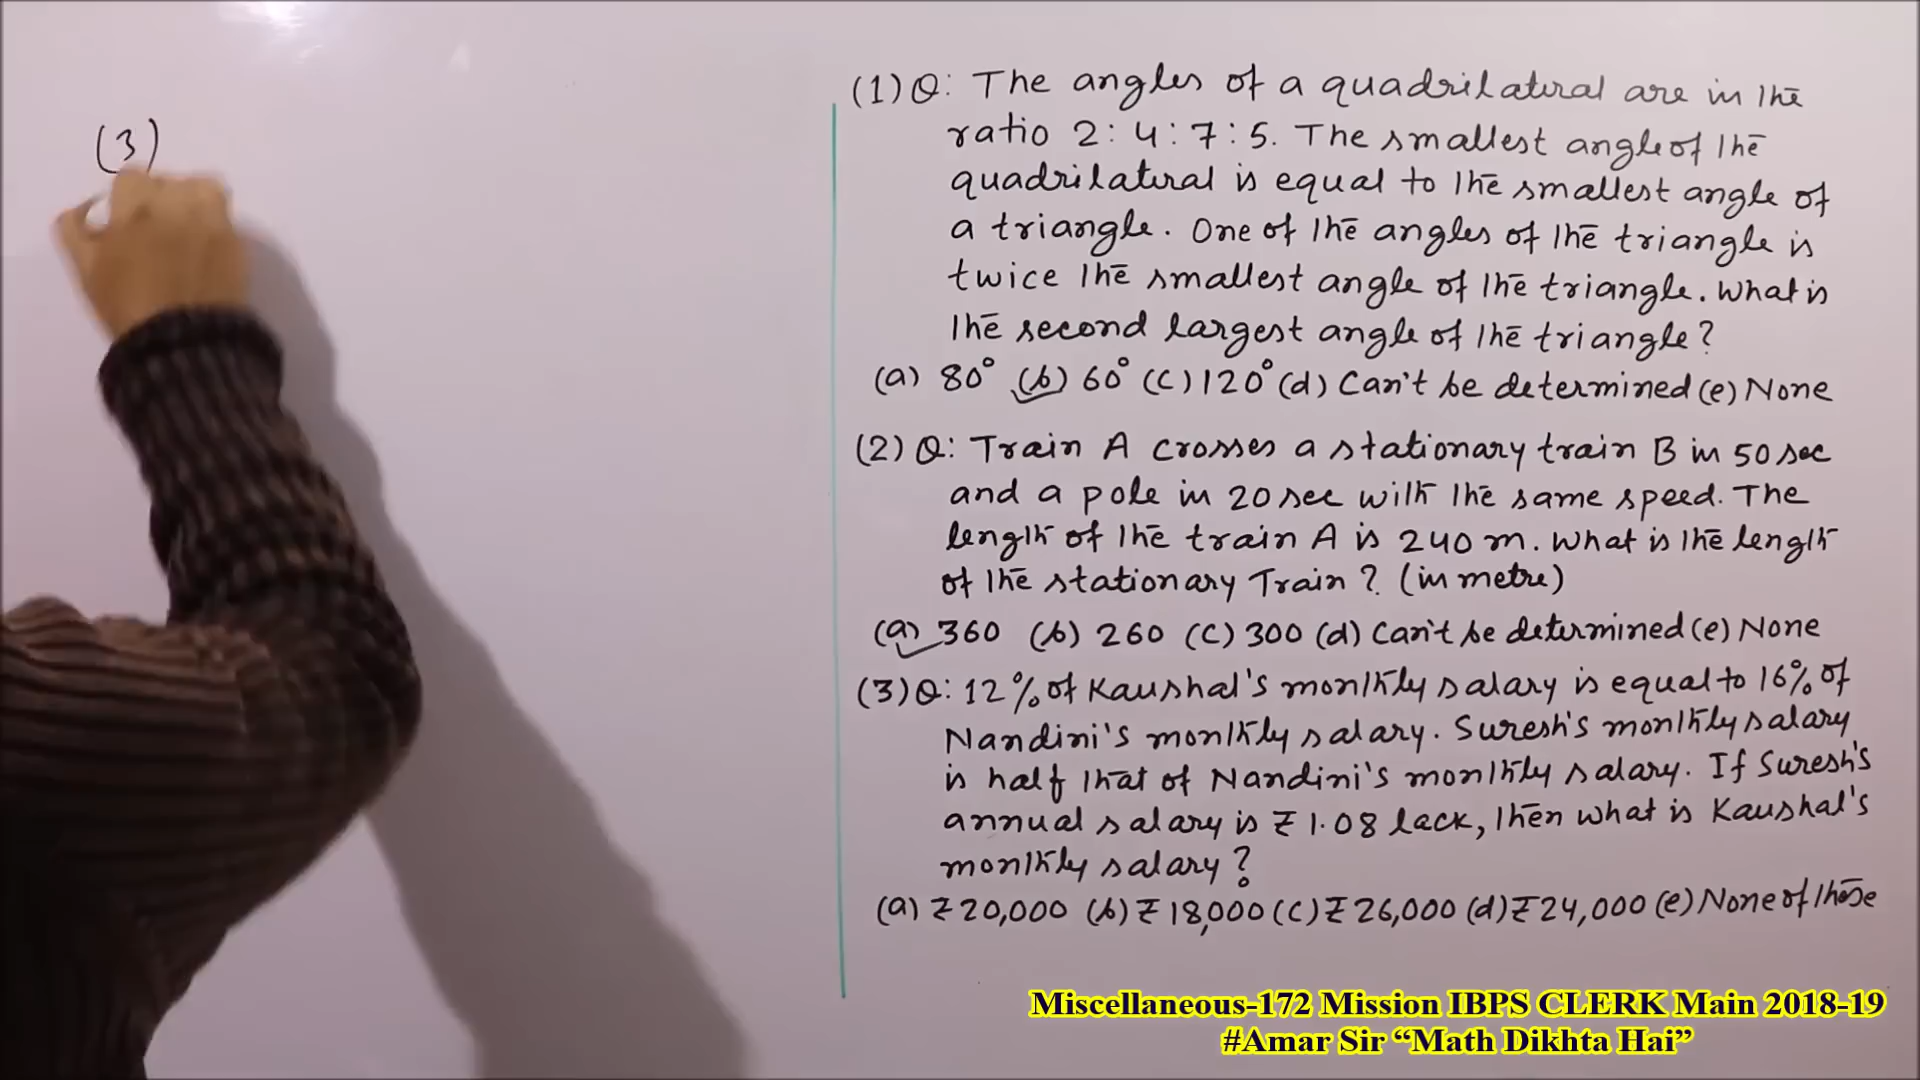 (3)
(1) Q: The angles of a quadrilateral are in the
ratio 2:4:7:5. The smallest angle of the
quadrilateral is equal to the smallest angle of
a triangle. One of the angles of the triangle is
twice the smallest angle of the triangle. What is
the second largest angle of the triangle?
(a) 80° (b) 60° (c) 120° (d) Can't be determined (e) None
(2) Q: Train A crosses a stationary train B in 50 sec
and a pole in 20 sec with the same speed. The
length of the train A is 240 m. What is the length
of the stationary Train? (in metre)
(a) 360 (b) 260 (c) 300 (d) Can't be determined (e) None
(3) Q: 12% of Kaushal's monthly salary is equal to 16% of
Nandini's monthly salary. Suresh's monthly salary
is half that of Nandini's monthly salary. If Suresh's
annual salary is ₹ 1.08 lack, then what is Kaushal's
monthly salary?
(a) ₹ 20,000 (b) ₹ 18,000 (c) ₹ 26,000 (d) ₹ 24,000 (e) None of these
Miscellaneous-172 Mission IBPS CLERK Main 2018-19
#Amar Sir “Math Dikhta Hai”